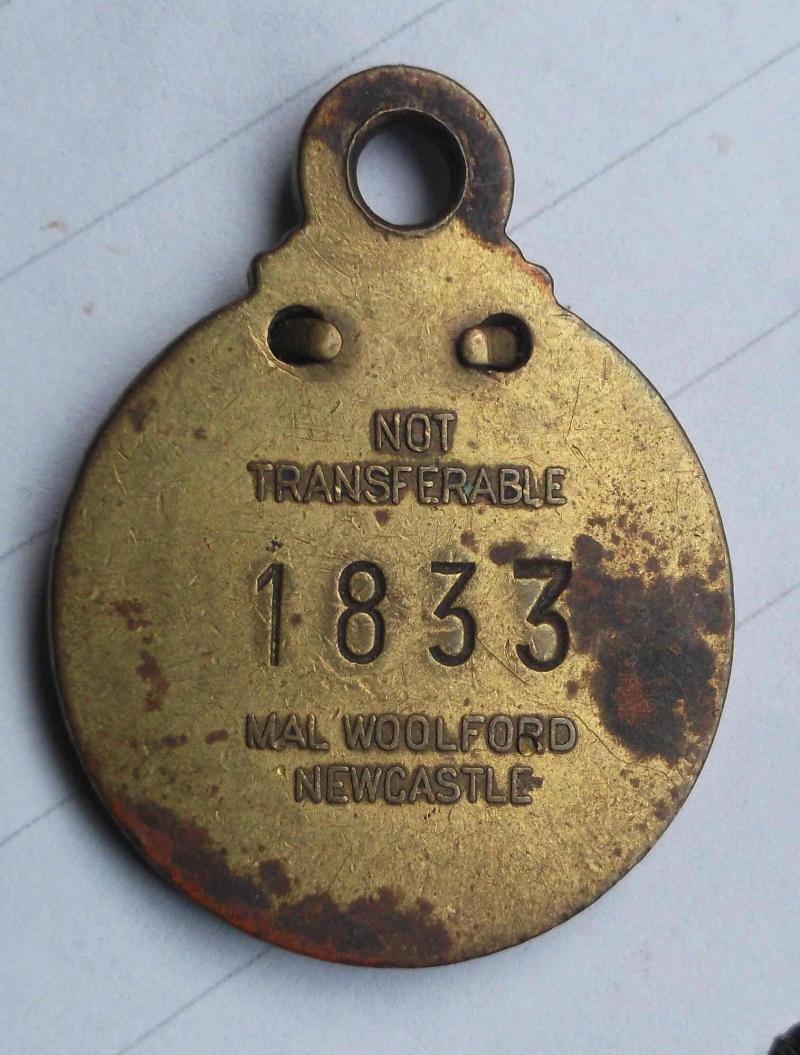 NOT
TRANSFERABLE
1833
MAL WOOLFORD
NEWCASTLE